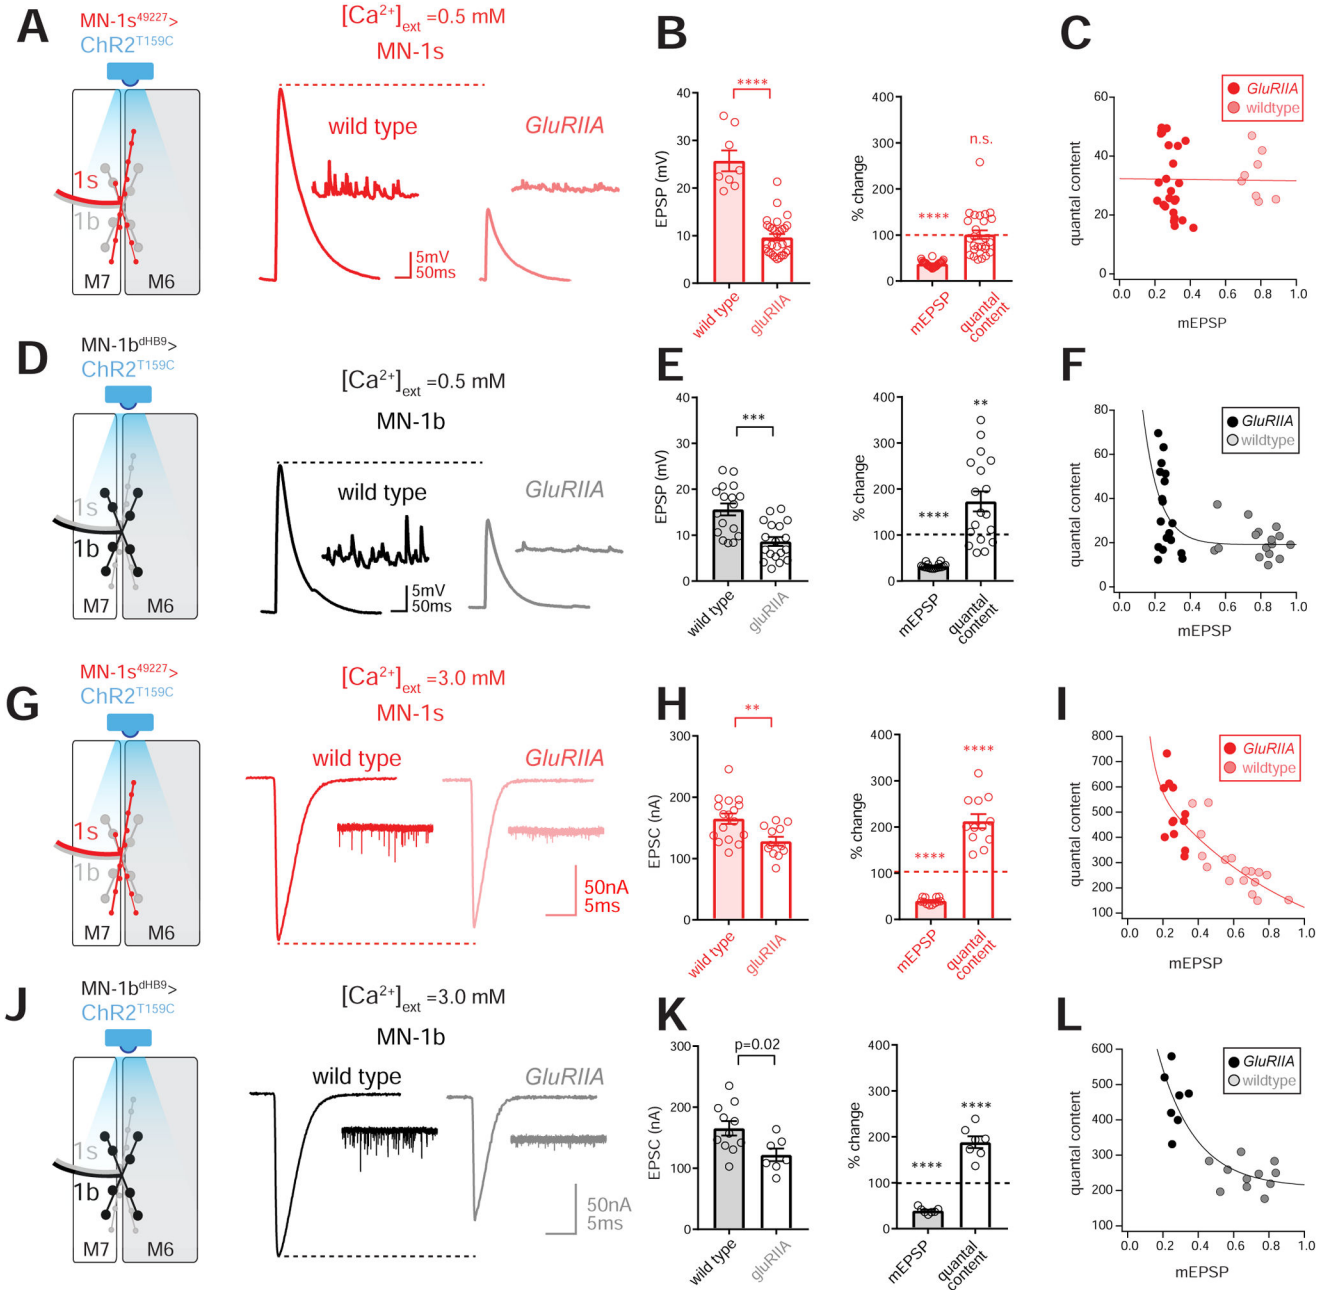 A
MN-1s49227>
ChR2T159C
1s
1b
M7
M6
[Ca2+]ext =0.5 mM
MN-1s
wild type
GluRIIA
5mV
50ms
B
****
EPSP (mV)
40
30
20
10
0
wild type
gluRIIA
% change
400
300
200
100
0
****
n.s.
mEPSP
quantal
content
C
GluRIIA
wildtype
quantal content
60
40
20
0
0.0 0.2 0.4 0.6 0.8 1.0
mEPSP
D
MN-1bdHB9>
ChR2T159C
1s
1b
M7
M6
[Ca2+]ext =0.5 mM
MN-1b
wild type
GluRIIA
5mV
50ms
E
***
EPSP (mV)
40
30
20
10
0
wild type
gluRIIA
% change
400
300
200
100
0
****
**
mEPSP
quantal
content
F
GluRIIA
wildtype
quantal content
80
60
40
20
0
0.0 0.2 0.4 0.6 0.8 1.0
mEPSP
G
MN-1s49227>
ChR2T159C
1s
1b
M7
M6
[Ca2+]ext =3.0 mM
MN-1s
wild type
GluRIIA
50nA
5ms
H
**
EPSC (nA)
300
200
100
0
wild type
gluRIIA
% change
400
300
200
100
0
****
****
mEPSP
quantal
content
I
GluRIIA
wildtype
quantal content
800
700
600
500
400
300
200
100
0.0 0.2 0.4 0.6 0.8 1.0
mEPSP
J
MN-1bdHB9>
ChR2T159C
1s
1b
M7
M6
[Ca2+]ext =3.0 mM
MN-1b
wild type
GluRIIA
50nA
5ms
K
p=0.02
EPSC (nA)
300
200
100
0
wild type
gluRIIA
% change
400
300
200
100
0
****
****
mEPSP
quantal
content
L
GluRIIA
wildtype
quantal content
600
500
400
300
200
100
0.0 0.2 0.4 0.6 0.8 1.0
mEPSP